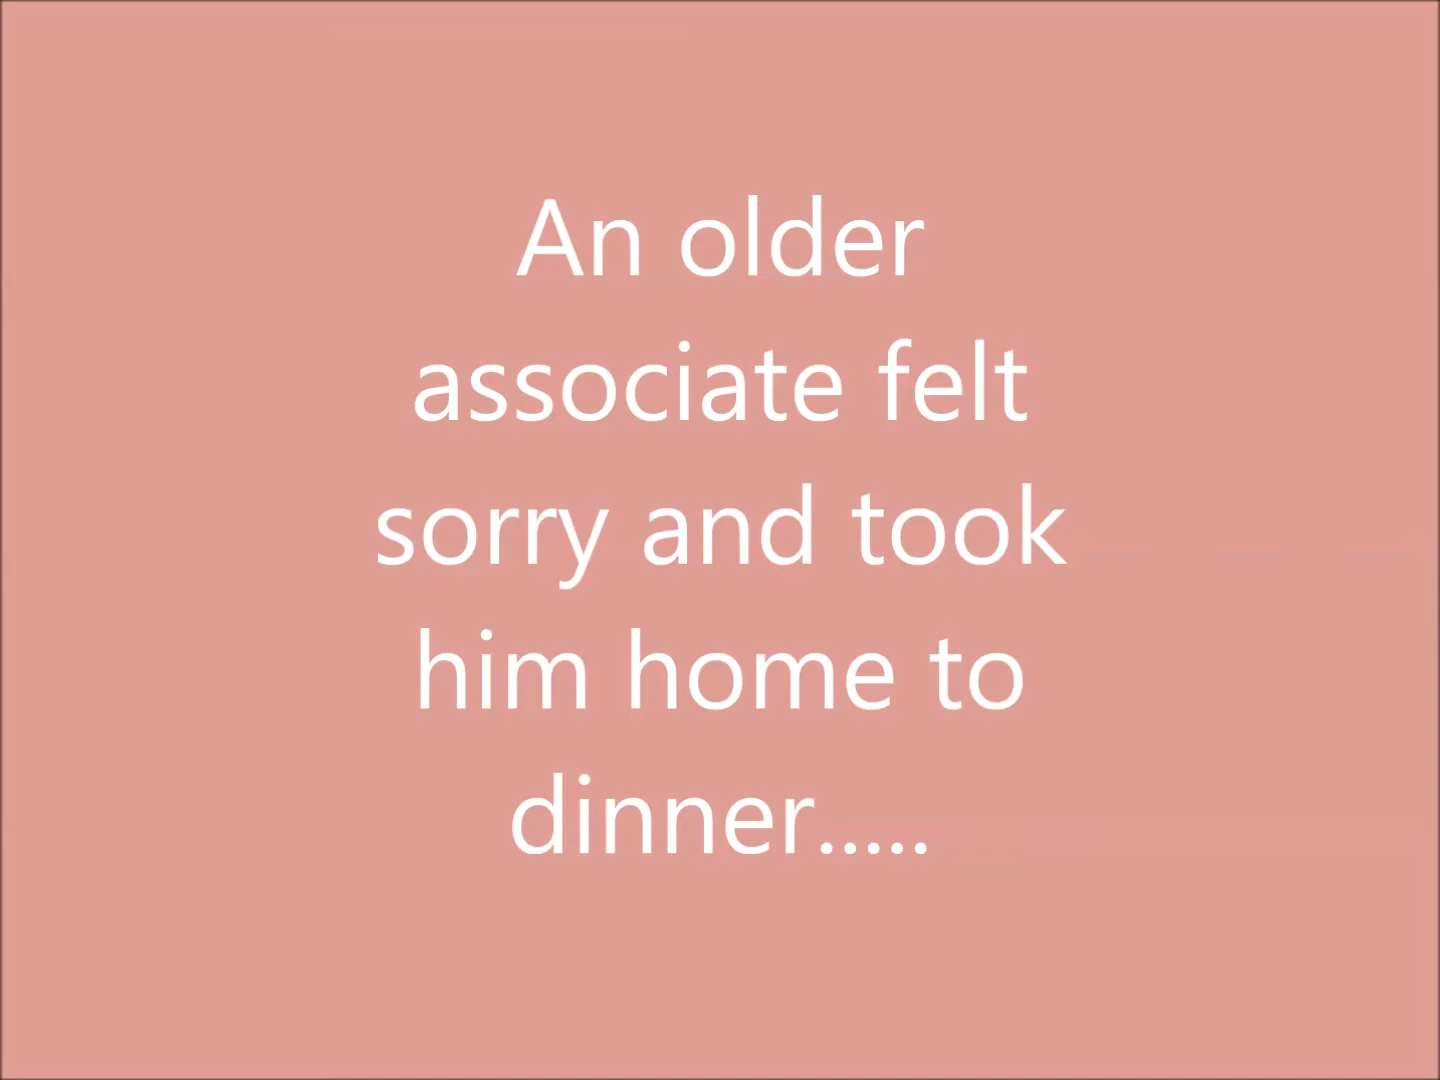 An older
associate felt
sorry and took
him home to
dinner.....